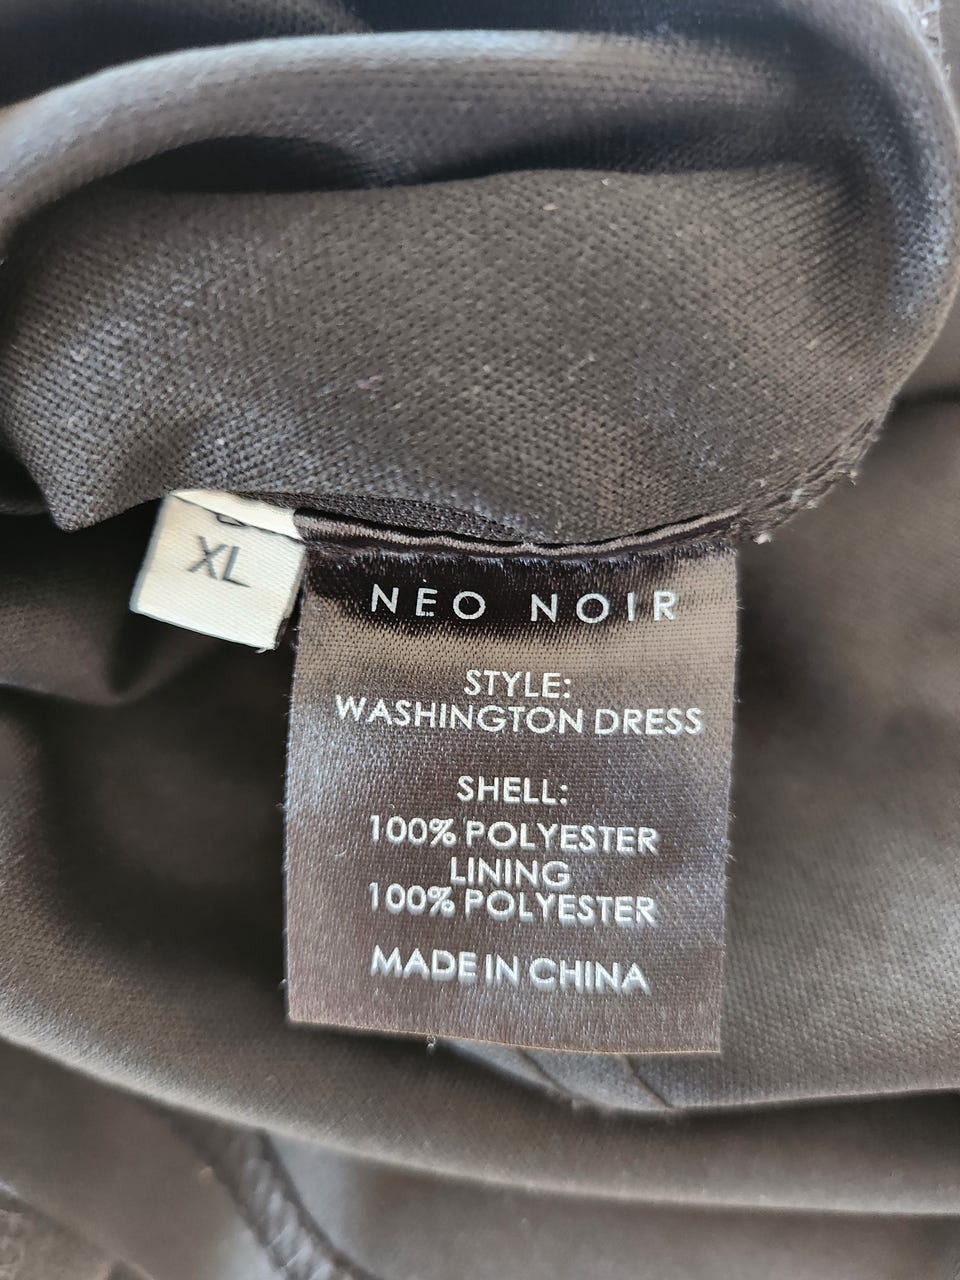 XL
NEO NOIR
STYLE:
WASHINGTON DRESS
SHELL:
100% POLYESTER
LINING
100% POLYESTER
MADE IN CHINA